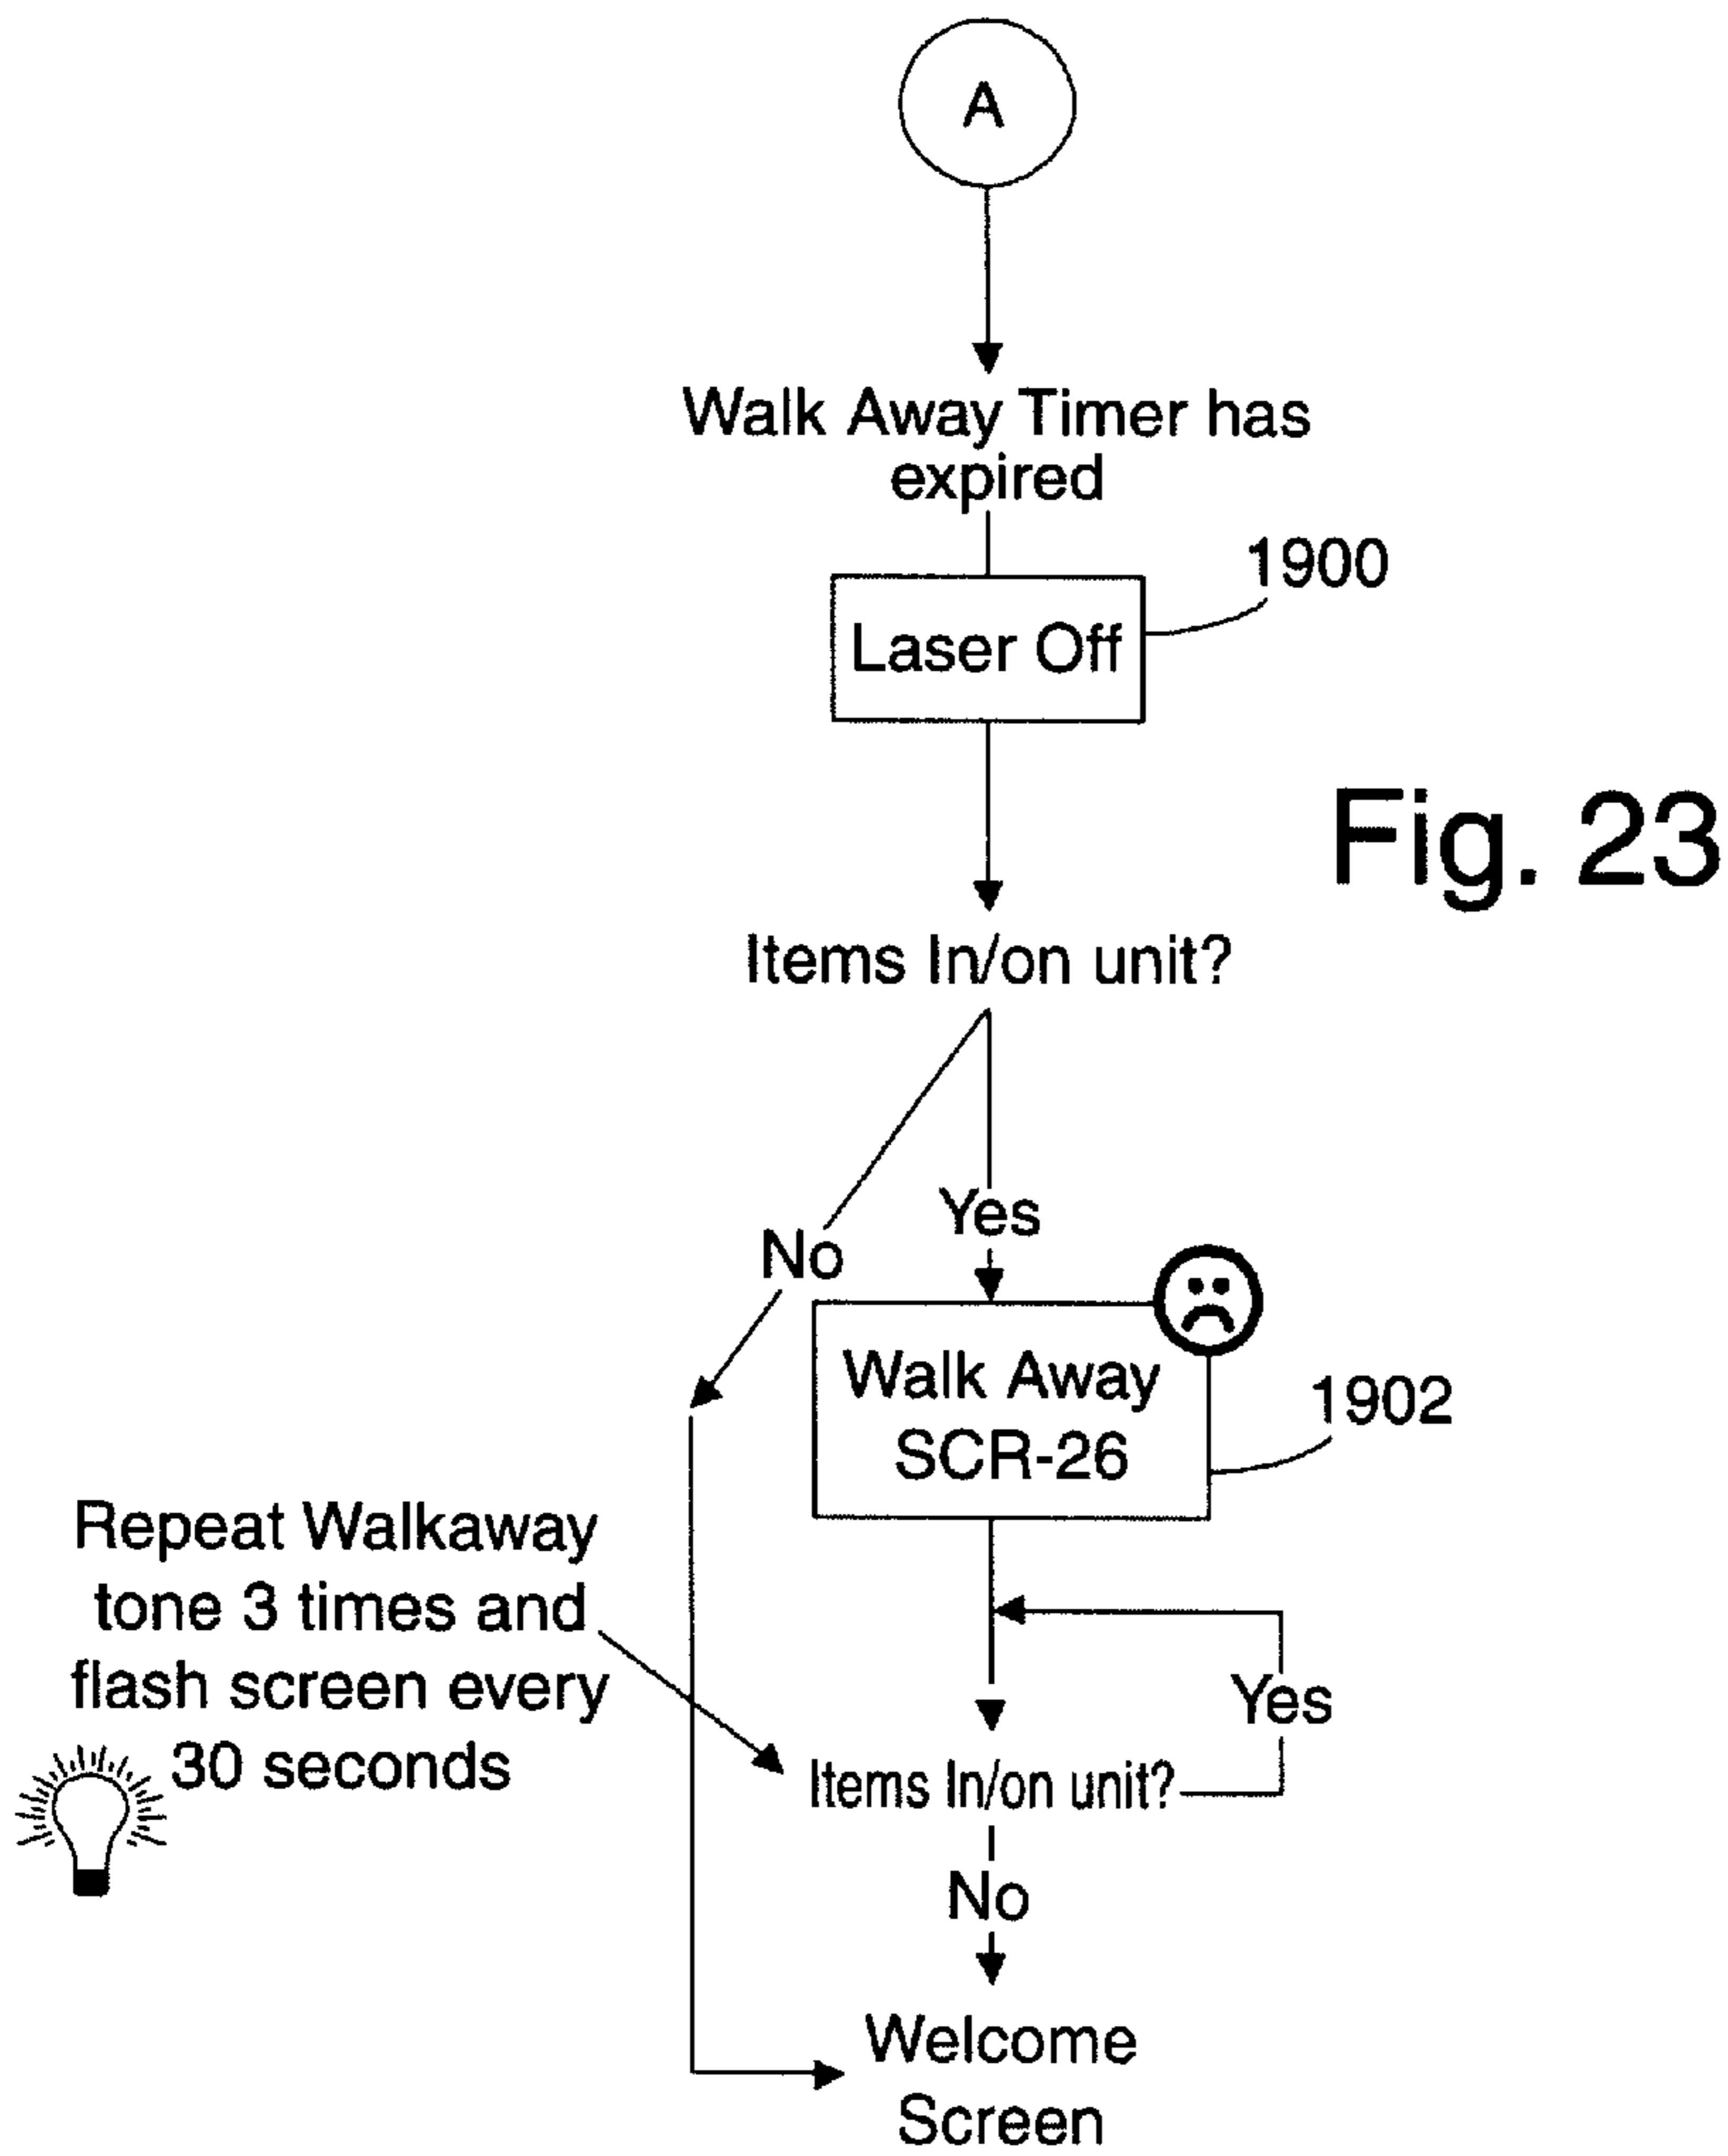 A
Walk Away Timer has
expired
1900
Laser Off
Fig. 23
Items In/on unit?
No
Yes
Walk Away
SCR-26
1902
Repeat Walkaway
tone 3 times and
flash screen every
30 seconds
Yes
Items In/on unit?
No
Welcome
Screen